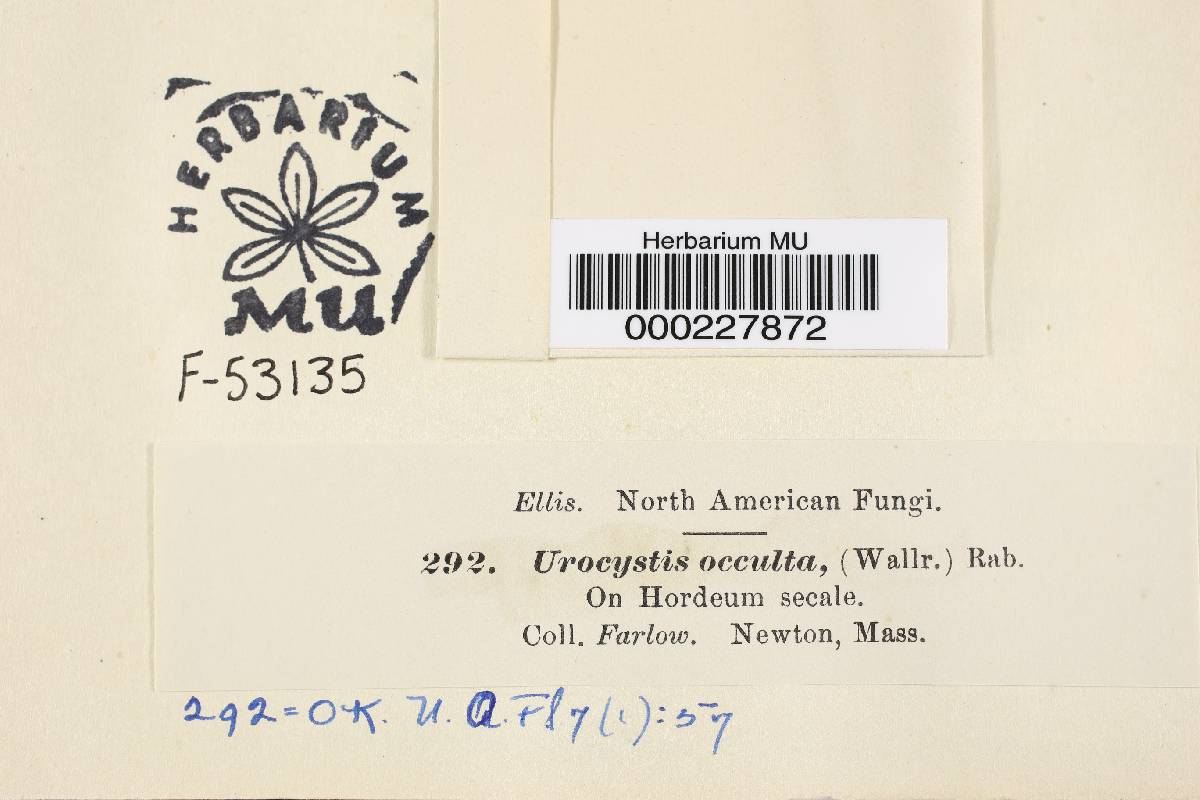 HERBARIUM
MU
F-53135
Herbarium MU
000227872
Ellis. North American Fungi.
292. Urocystis occulta, (Wallr.) Rab.
On Hordeum secale.
Coll. Farlow. Newton, Mass.
292=OK. N.A.Fl 7(1):57